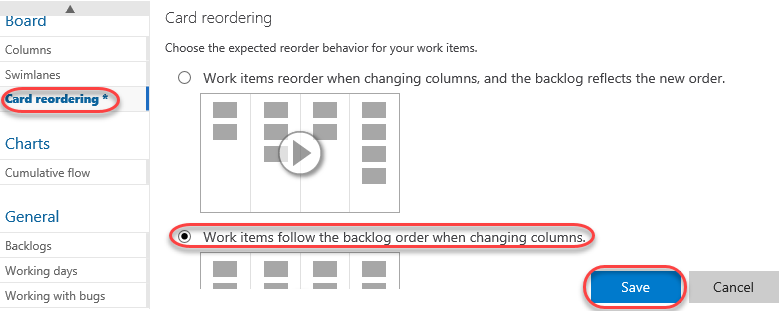 Board
Columns
Swimlanes
Card reordering *
Charts
Cumulative flow
General
Backlogs
Working days
Working with bugs
Card reordering
Choose the expected reorder behavior for your work items.
Work items reorder when changing columns, and the backlog reflects the new order.
Work items follow the backlog order when changing columns.
Save
Cancel